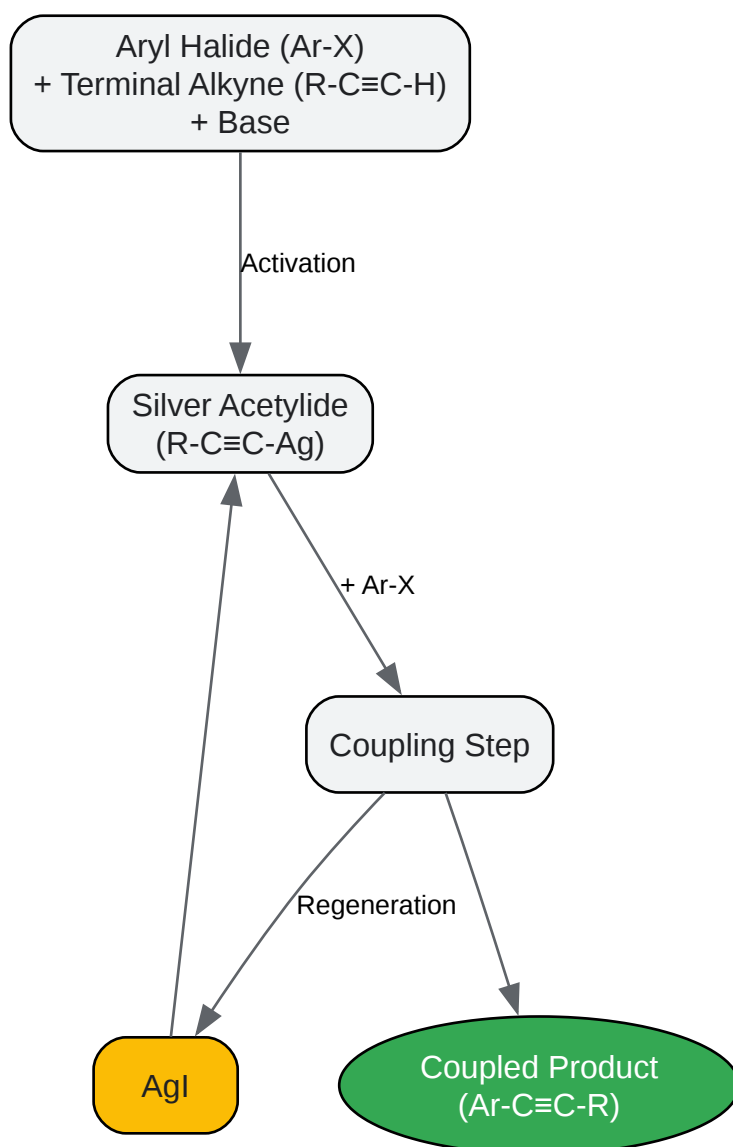 Aryl Halide (Ar-X)
+ Terminal Alkyne (R-C≡C-H)
+ Base
Activation
Silver Acetylide
(R-C≡C-Ag)
+ Ar-X
Coupling Step
Regeneration
AgI
Coupled Product
(Ar-C≡C-R)